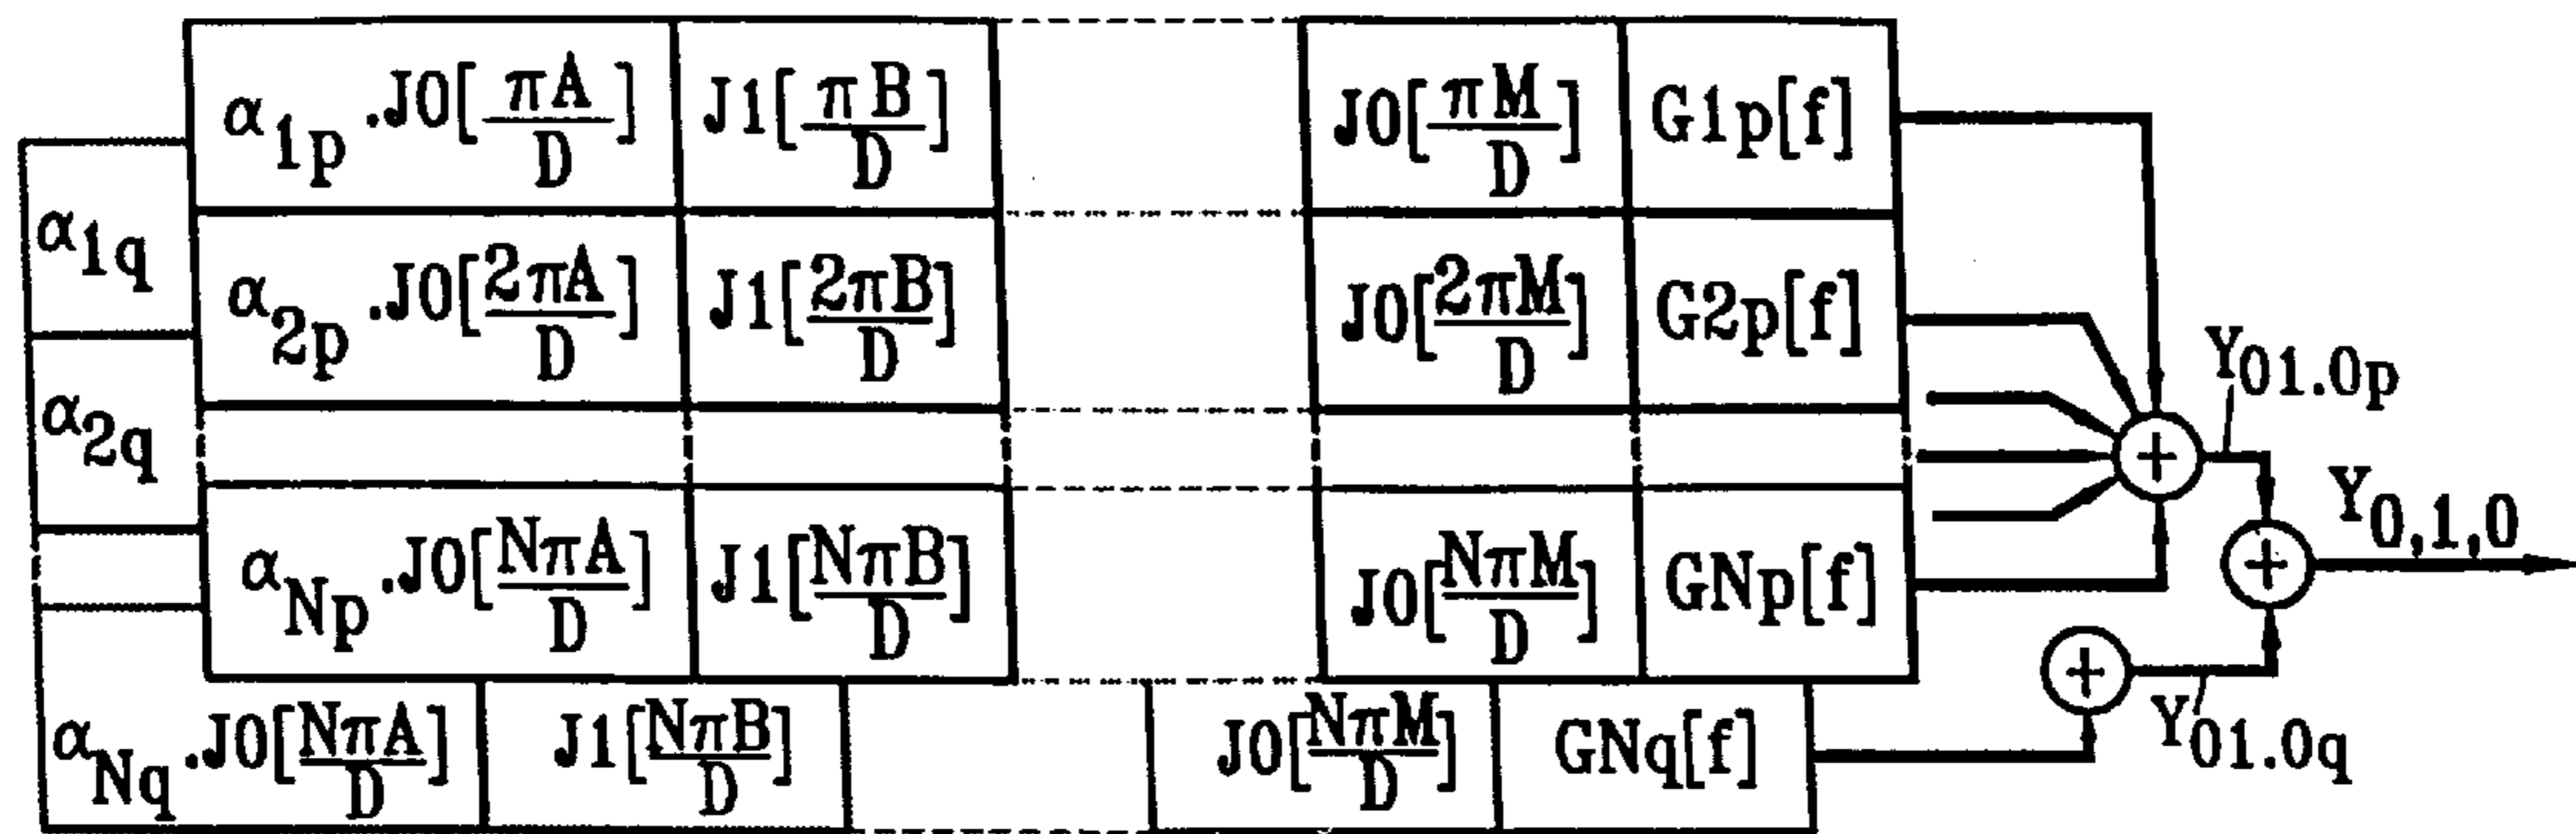 α1p .J0[πA/D] J1[πB/D] J0[πM/D] G1p[f]
α1q
α2p .J0[2πA/D] J1[2πB/D] J0[2πM/D] G2p[f]
Y01.0p
α2q
+
Y0,1,0
αNp .J0[NπA/D] J1[NπB/D] J0[NπM/D] GNp[f]
+
+
Y01.0q
αNq .J0[NπA/D] J1[NπB/D] J0[NπM/D] GNq[f]